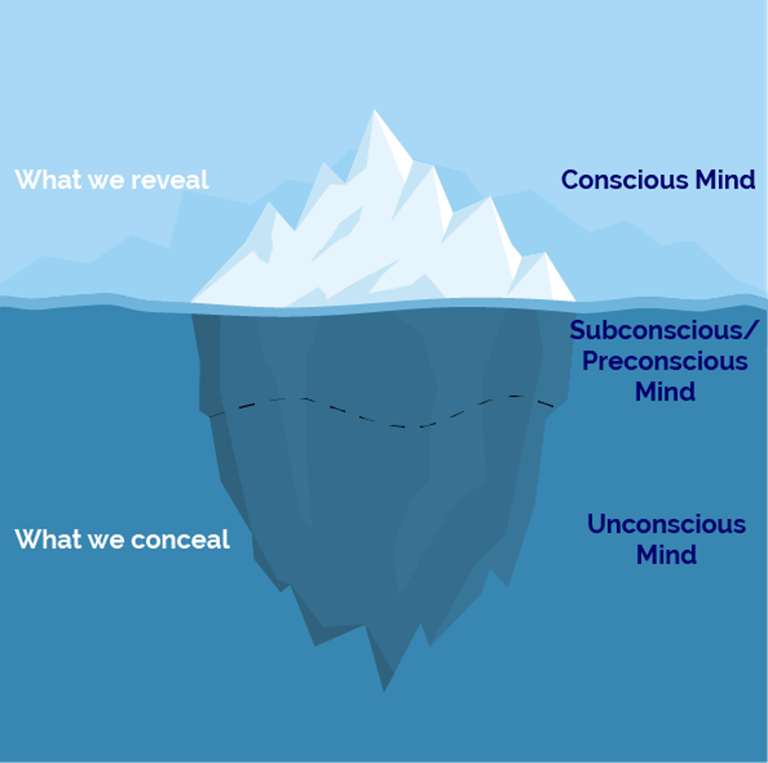 What we reveal
Conscious Mind
Subconscious/
Preconscious
Mind
What we conceal
Unconscious
Mind